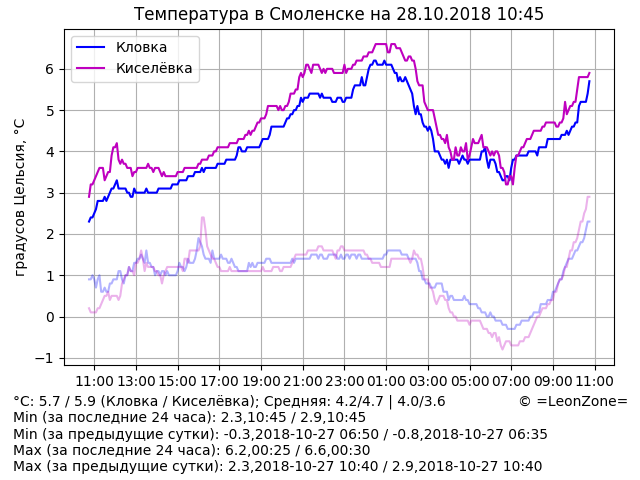 Температура в Смоленске на 28.10.2018 10:45
Кловка
Киселёвка
градусов Цельсия, °C
6
5
4
3
2
1
0
−1
11:00 13:00 15:00 17:00 19:00 21:00 23:00 01:00 03:00 05:00 07:00 09:00 11:00
°C: 5.7 / 5.9 (Кловка / Киселёвка); Средняя: 4.2/4.7 | 4.0/3.6 © =LeonZone=
Min (за последние 24 часа): 2.3,10:45 / 2.9,10:45
Min (за предыдущие сутки): -0.3,2018-10-27 06:50 / -0.8,2018-10-27 06:35
Max (за последние 24 часа): 6.2,00:25 / 6.6,00:30
Max (за предыдущие сутки): 2.3,2018-10-27 10:40 / 2.9,2018-10-27 10:40